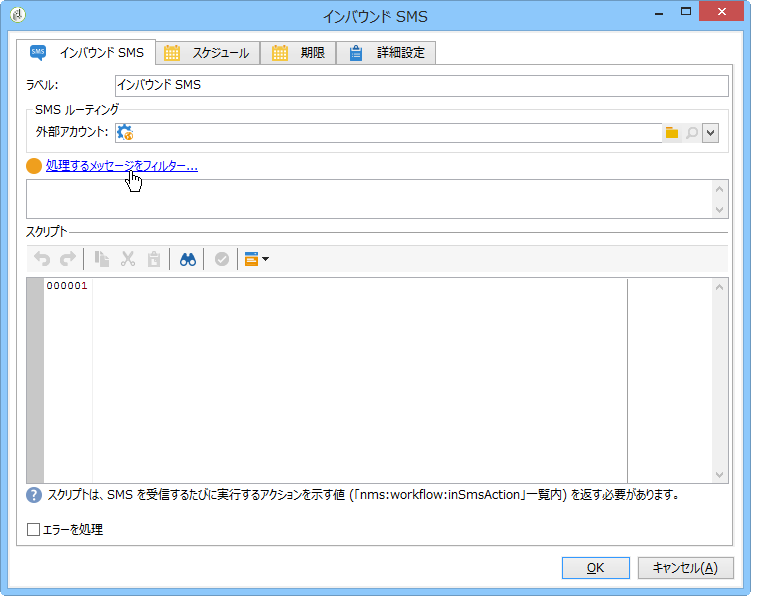 インバウンド SMS
インバウンド SMS スケジュール 期限 詳細設定
ラベル: インバウンド SMS
SMS ルーティング
外部アカウント:
処理するメッセージをフィルター...
スクリプト
000001
スクリプトは、SMS を受信するたびに実行するアクションを示す値 (「nms:workflow:inSmsAction」一覧内) を返す必要があります。
エラーを処理
OK キャンセル(A)